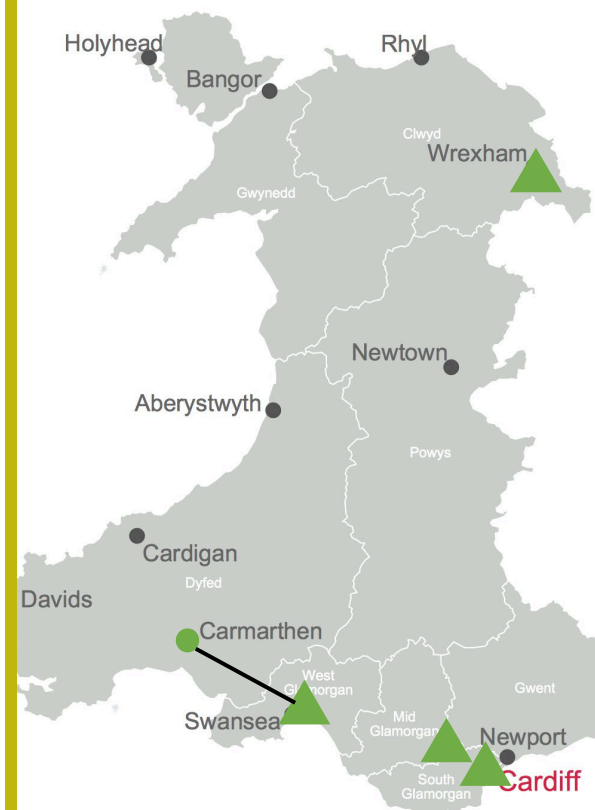 Holyhead
Rhyl
Bangor
Clwyd
Wrexham
Gwynedd
Newtown
Aberystwyth
Powys
Cardigan
Dyfed
Davids
Carmarthen
West
Glamorgan
Gwent
Swansea
Mid
Glamorgan
Newport
South
Glamorgan
Cardiff